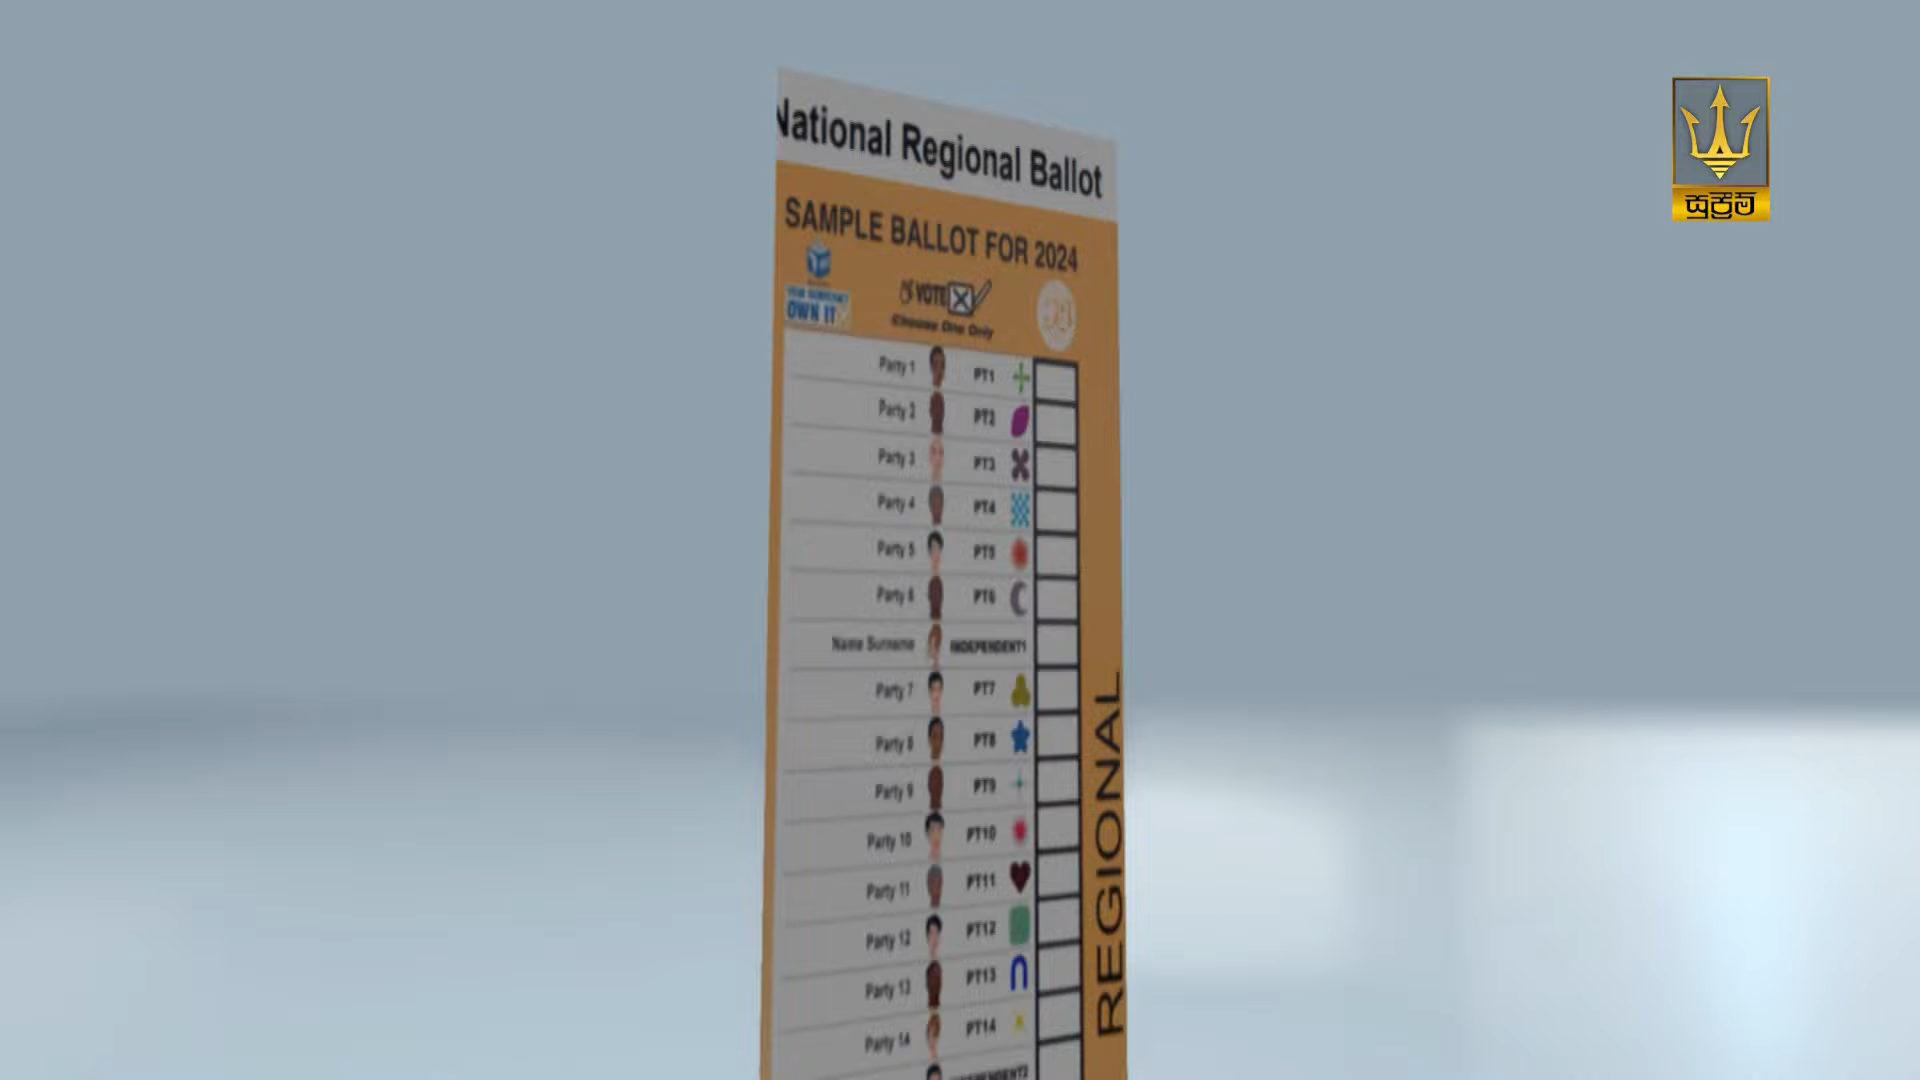 National Regional Ballot
SAMPLE BALLOT FOR 2024
OWN IT
VOTE
Choose One Only
Party 1 PT1
Party 2 PT2
Party 3 PT3
Party 4 PT4
Party 5 PT5
Party 6 PT6
Name Surname INDEPENDENT1
Party 7 PT7
Party 8 PT8
Party 9 PT9
Party 10 PT10
Party 11 PT11
Party 12 PT12
Party 13 PT13
Party 14 PT14
INDEPENDENT2
REGIONAL
සුප්‍රීම්